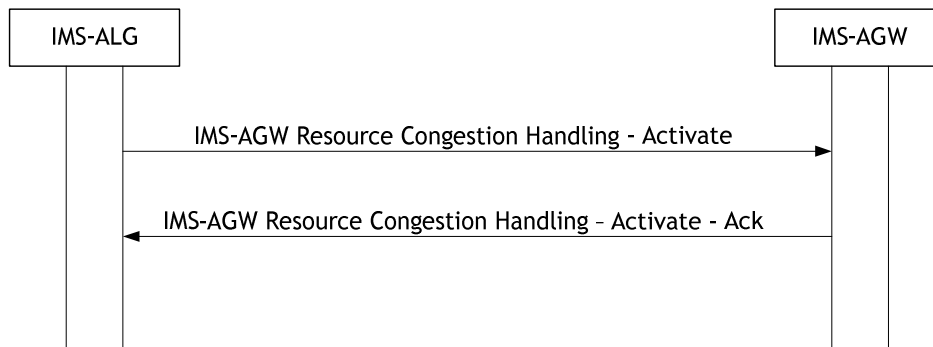 IMS-ALG
IMS-AGW
IMS-AGW Resource Congestion Handling - Activate
IMS-AGW Resource Congestion Handling – Activate - Ack